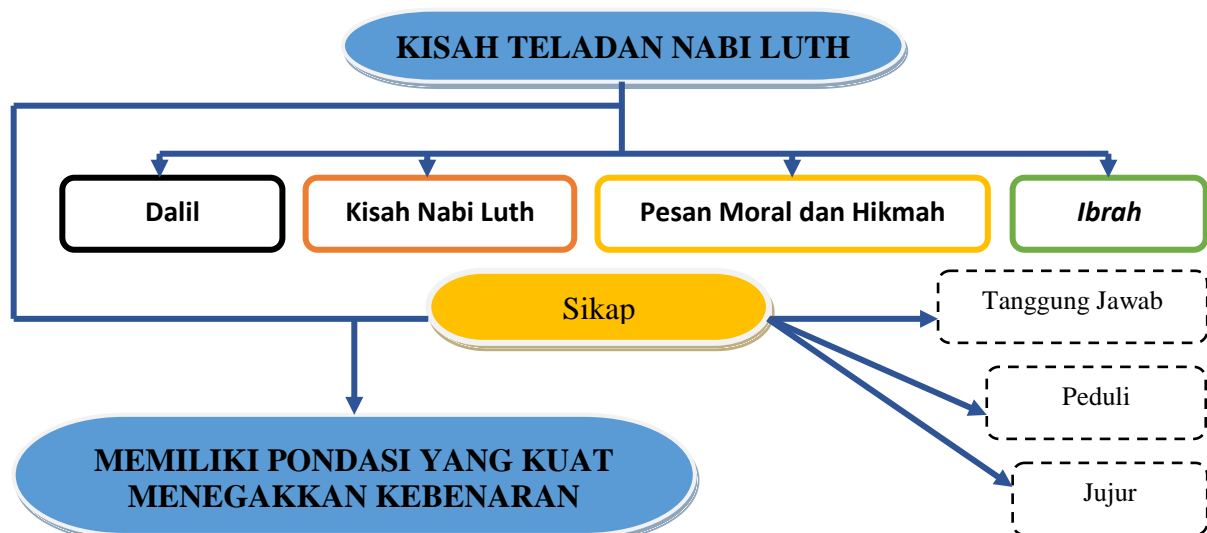 KISAH TELADAN NABI LUTH
Dalil
Kisah Nabi Luth
Pesan Moral dan Hikmah
Ibrah
Sikap
Tanggung Jawab
Peduli
Jujur
MEMILIKI PONDASI YANG KUAT
MENEGAKKAN KEBENARAN